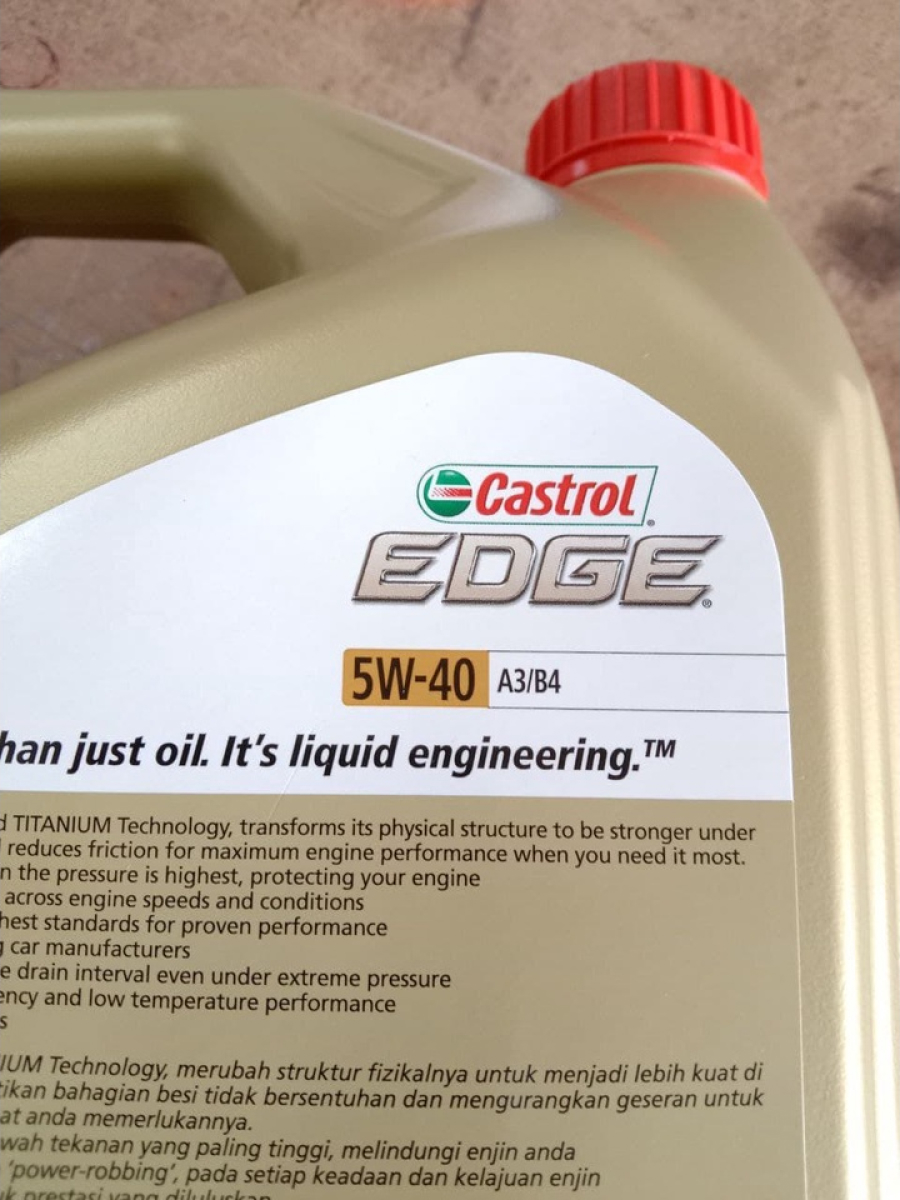 Castrol
EDGE
5W-40 A3/B4
han just oil. It's liquid engineering.™
d TITANIUM Technology, transforms its physical structure to be stronger under
reduces friction for maximum engine performance when you need it most.
n the pressure is highest, protecting your engine
across engine speeds and conditions
hest standards for proven performance
g car manufacturers
e drain interval even under extreme pressure
ency and low temperature performance
s
IUM Technology, merubah struktur fizikalnya untuk menjadi lebih kuat di
tikan bahagian besi tidak bersentuhan dan mengurangkan geseran untuk
at anda memerlukannya.
wah tekanan yang paling tinggi, melindungi enjin anda
'power-robbing', pada setiap keadaan dan kelajuan enjin
uk prestasi yang diluluskan